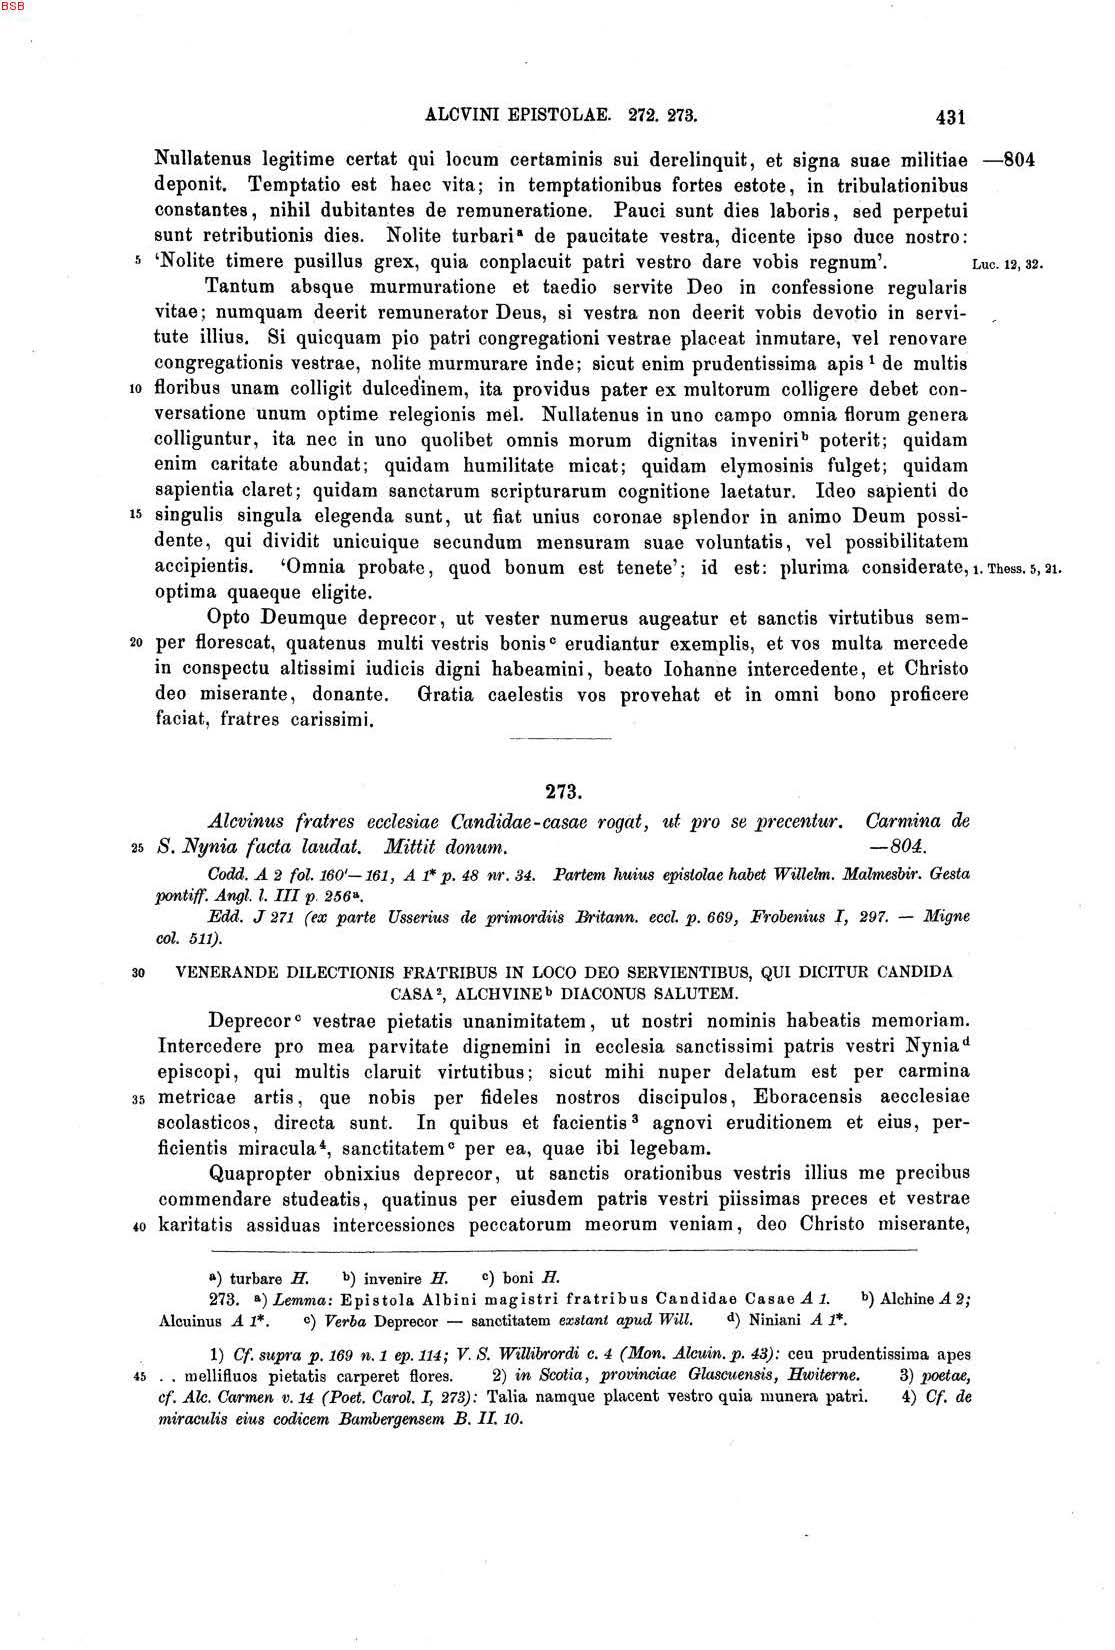 BSB
ALCVINI EPISTOLAE. 272. 273. 431
Nullatenus legitime certat qui locum certaminis sui derelinquit, et signa suae militiae —804
deponit. Temptatio est haec vita; in temptationibus fortes estote, in tribulationibus
constantes, nihil dubitantes de remuneratione. Pauci sunt dies laboris, sed perpetui
sunt retributionis dies. Nolite turbariᵃ de paucitate vestra, dicente ipso duce nostro:
5 ‘Nolite timere pusillus grex, quia conplacuit patri vestro dare vobis regnum’. Luc. 12, 32.
Tantum absque murmuratione et taedio servite Deo in confessione regularis
vitae; numquam deerit remunerator Deus, si vestra non deerit vobis devotio in servi-
tute illius. Si quicquam pio patri congregationi vestrae placeat inmutare, vel renovare
congregationis vestrae, nolite murmurare inde; sicut enim prudentissima apis ¹ de multis
10 floribus unam colligit dulcedinem, ita providus pater ex multorum colligere debet con-
versatione unum optime relegionis mel. Nullatenus in uno campo omnia florum genera
colliguntur, ita nec in uno quolibet omnis morum dignitas inveniriᵇ poterit; quidam
enim caritate abundat; quidam humilitate micat; quidam elymosinis fulget; quidam
sapientia claret; quidam sanctarum scripturarum cognitione laetatur. Ideo sapienti de
15 singulis singula elegenda sunt, ut fiat unius coronae splendor in animo Deum possi-
dente, qui dividit unicuique secundum mensuram suae voluntatis, vel possibilitatem
accipientis. ‘Omnia probate, quod bonum est tenete’; id est: plurima considerate, 1. Thess. 5, 21.
optima quaeque eligite.
Opto Deumque deprecor, ut vester numerus augeatur et sanctis virtutibus sem-
20 per florescat, quatenus multi vestris bonisᶜ erudiantur exemplis, et vos multa mercede
in conspectu altissimi iudicis digni habeamini, beato Iohanne intercedente, et Christo
deo miserante, donante. Gratia caelestis vos provehat et in omni bono proficere
faciat, fratres carissimi.
273.
Alcvinus fratres ecclesiae Candidae-casae rogat, ut pro se precentur. Carmina de
25 S. Nynia facta laudat. Mittit donum. —804.
Codd. A 2 fol. 160'—161, A 1* p. 48 nr. 34. Partem huius epistolae habet Willelm. Malmesbir. Gesta
pontiff. Angl. l. III p. 256ᵃ.
Edd. J 271 (ex parte Usserius de primordiis Britann. eccl. p. 669, Frobenius I, 297. — Migne
col. 511).
30 VENERANDE DILECTIONIS FRATRIBUS IN LOCO DEO SERVIENTIBUS, QUI DICITUR CANDIDA
CASA², ALCHVINEᵇ DIACONUS SALUTEM.
Deprecorᶜ vestrae pietatis unanimitatem, ut nostri nominis habeatis memoriam.
Intercedere pro mea parvitate dignemini in ecclesia sanctissimi patris vestri Nyniaᵈ
episcopi, qui multis claruit virtutibus; sicut mihi nuper delatum est per carmina
35 metricae artis, que nobis per fideles nostros discipulos, Eboracensis aecclesiae
scolasticos, directa sunt. In quibus et facientis³ agnovi eruditionem et eius, per-
ficientis miracula⁴, sanctitatemᶜ per ea, quae ibi legebam.
Quapropter obnixius deprecor, ut sanctis orationibus vestris illius me precibus
commendare studeatis, quatinus per eiusdem patris vestri piissimas preces et vestrae
40 karitatis assiduas intercessiones peccatorum meorum veniam, deo Christo miserante,
ᵃ) turbare H. ᵇ) invenire H. ᶜ) boni H.
273. ᵃ) Lemma: Epistola Albini magistri fratribus Candidae Casae A 1. ᵇ) Alchine A 2;
Alcuinus A 1*. ᶜ) Verba Deprecor — sanctitatem exstant apud Will. ᵈ) Niniani A 1*.
1) Cf. supra p. 169 n. 1 ep. 114; V. S. Willibrordi c. 4 (Mon. Alcuin. p. 43): ceu prudentissima apes
45 . . mellifluos pietatis carperet flores. 2) in Scotia, provinciae Glascuensis, Hwiterne. 3) poetae,
cf. Alc. Carmen v. 14 (Poet. Carol. I, 273): Talia namque placent vestro quia munera patri. 4) Cf. de
miraculis eius codicem Bambergensem B. II. 10.